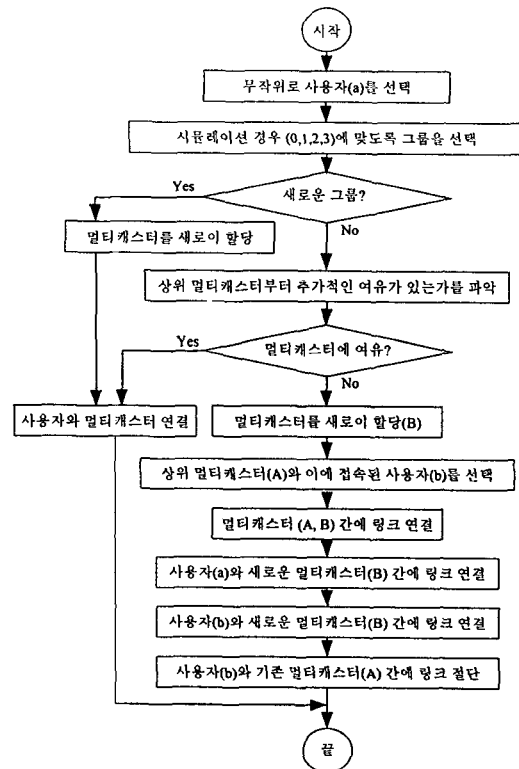 시작
무작위로 사용자(a)를 선택
시뮬레이션 경우 (0,1,2,3)에 맞도록 그룹을 선택
Yes
새로운 그룹?
멀티캐스터를 새로이 할당
No
상위 멀티캐스터부터 추가적인 여유가 있는가를 파악
Yes
멀티캐스터에 여유?
No
사용자와 멀티캐스터 연결
멀티캐스터를 새로이 할당(B)
상위 멀티캐스터(A)와 이에 접속된 사용자(b)를 선택
멀티캐스터 (A, B) 간에 링크 연결
사용자(a)와 새로운 멀티캐스터(B) 간에 링크 연결
사용자(b)와 새로운 멀티캐스터(B) 간에 링크 연결
사용자(b)와 기존 멀티캐스터(A) 간에 링크 절단
끝